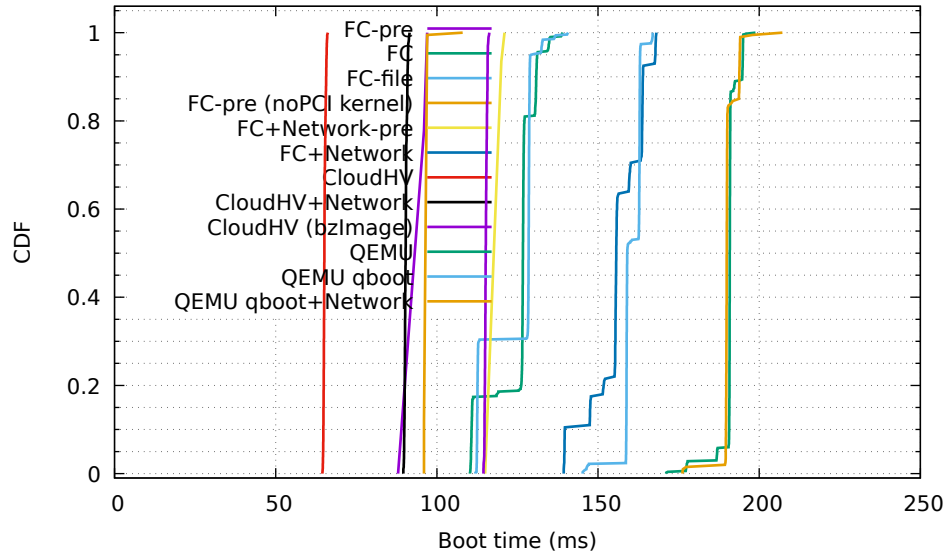 1
0.8
0.6
0.4
0.2
0
CDF
FC-pre
FC
FC-file
FC-pre (noPCI kernel)
FC+Network-pre
FC+Network
CloudHV
CloudHV+Network
CloudHV (bzImage)
QEMU
QEMU qboot
QEMU qboot+Network
0 50 100 150 200 250
Boot time (ms)